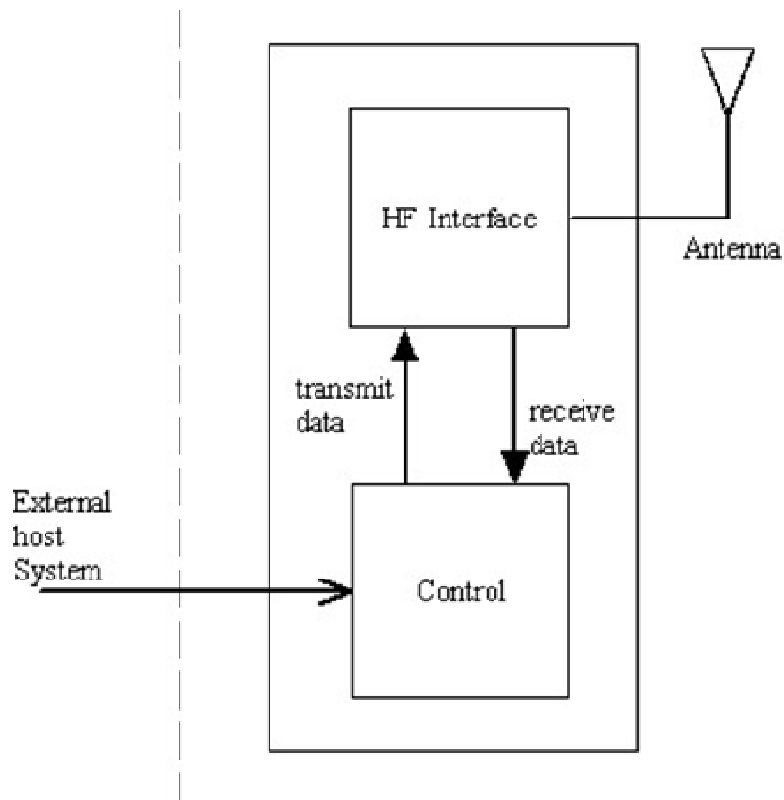 HF Interface
Antenna
transmit
data
receive
data
External
host
System
Control